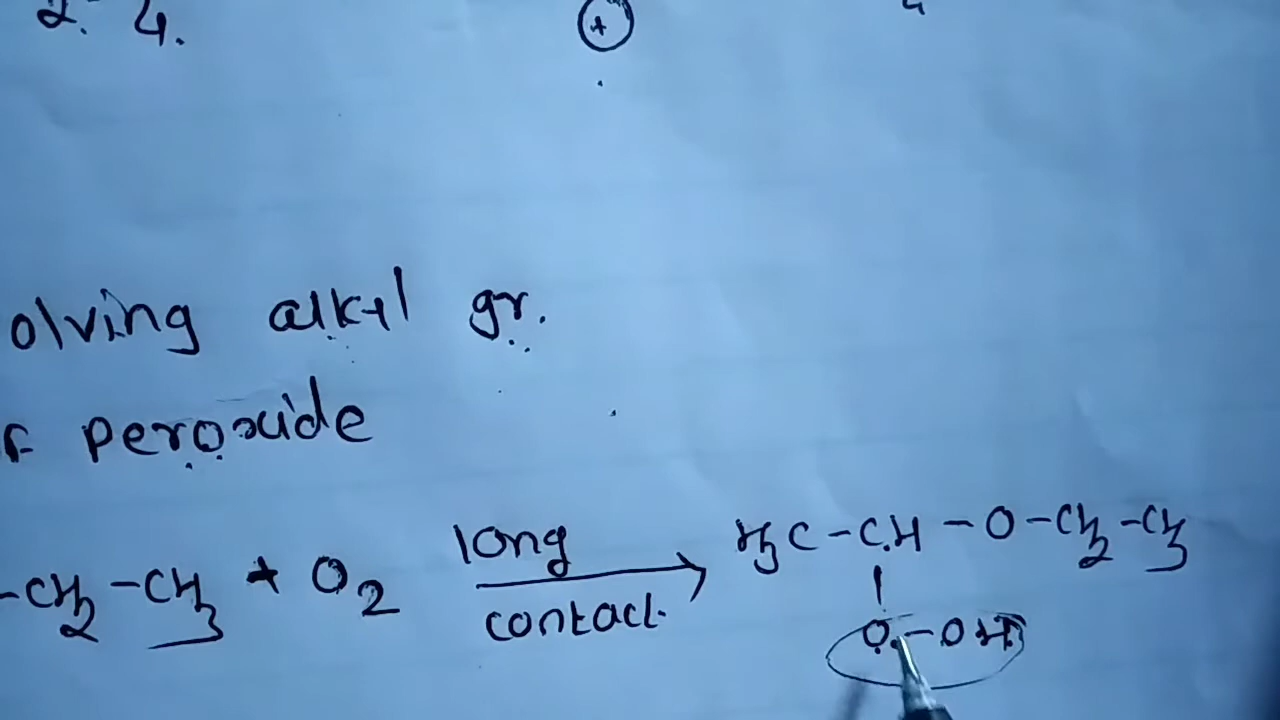 2. 4.
+
olving alkyl gr.
F peroxide
-CH2-CH3 + O2 long contact. H3C-CH-O-CH2-CH3
|
O-OH